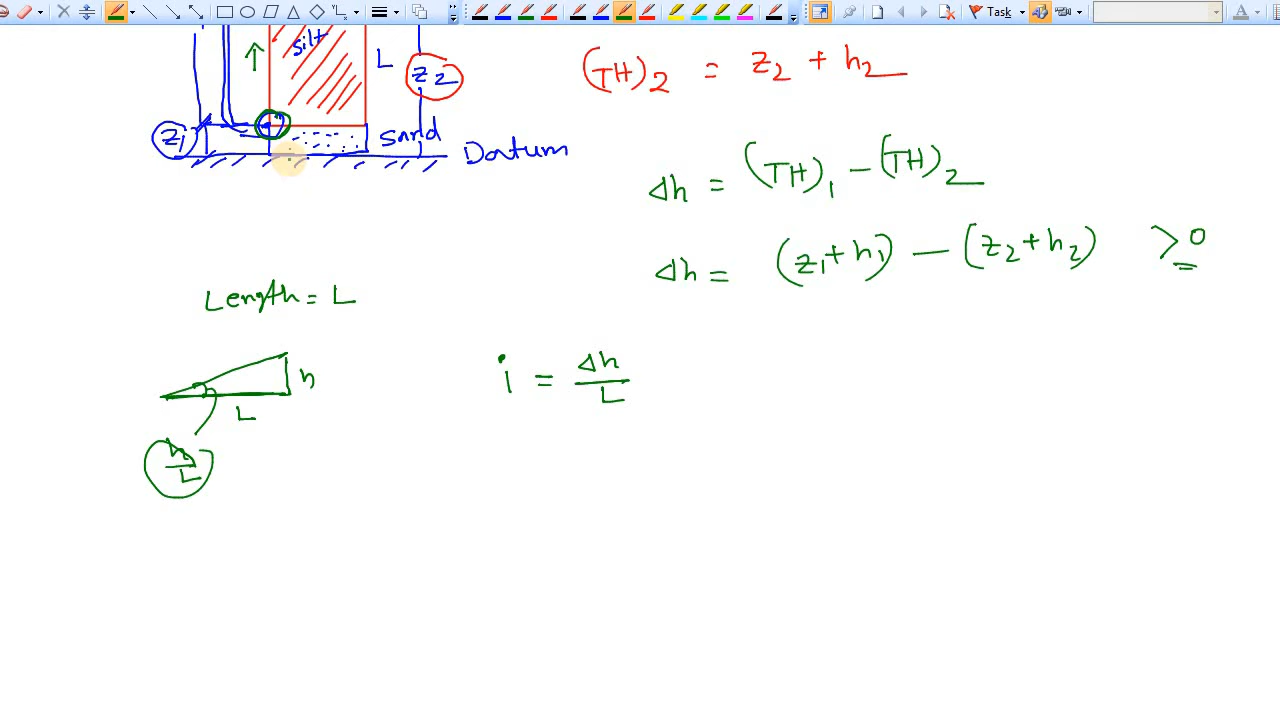 Task
A
silt
L
z2
(TH)2 = z2 + h2
z1
sand
Datum
Δh = (TH)1 − (TH)2
Δh = (z1+h1) − (z2+h2) ≥0
Length = L
h
L
h/L
i = Δh/L